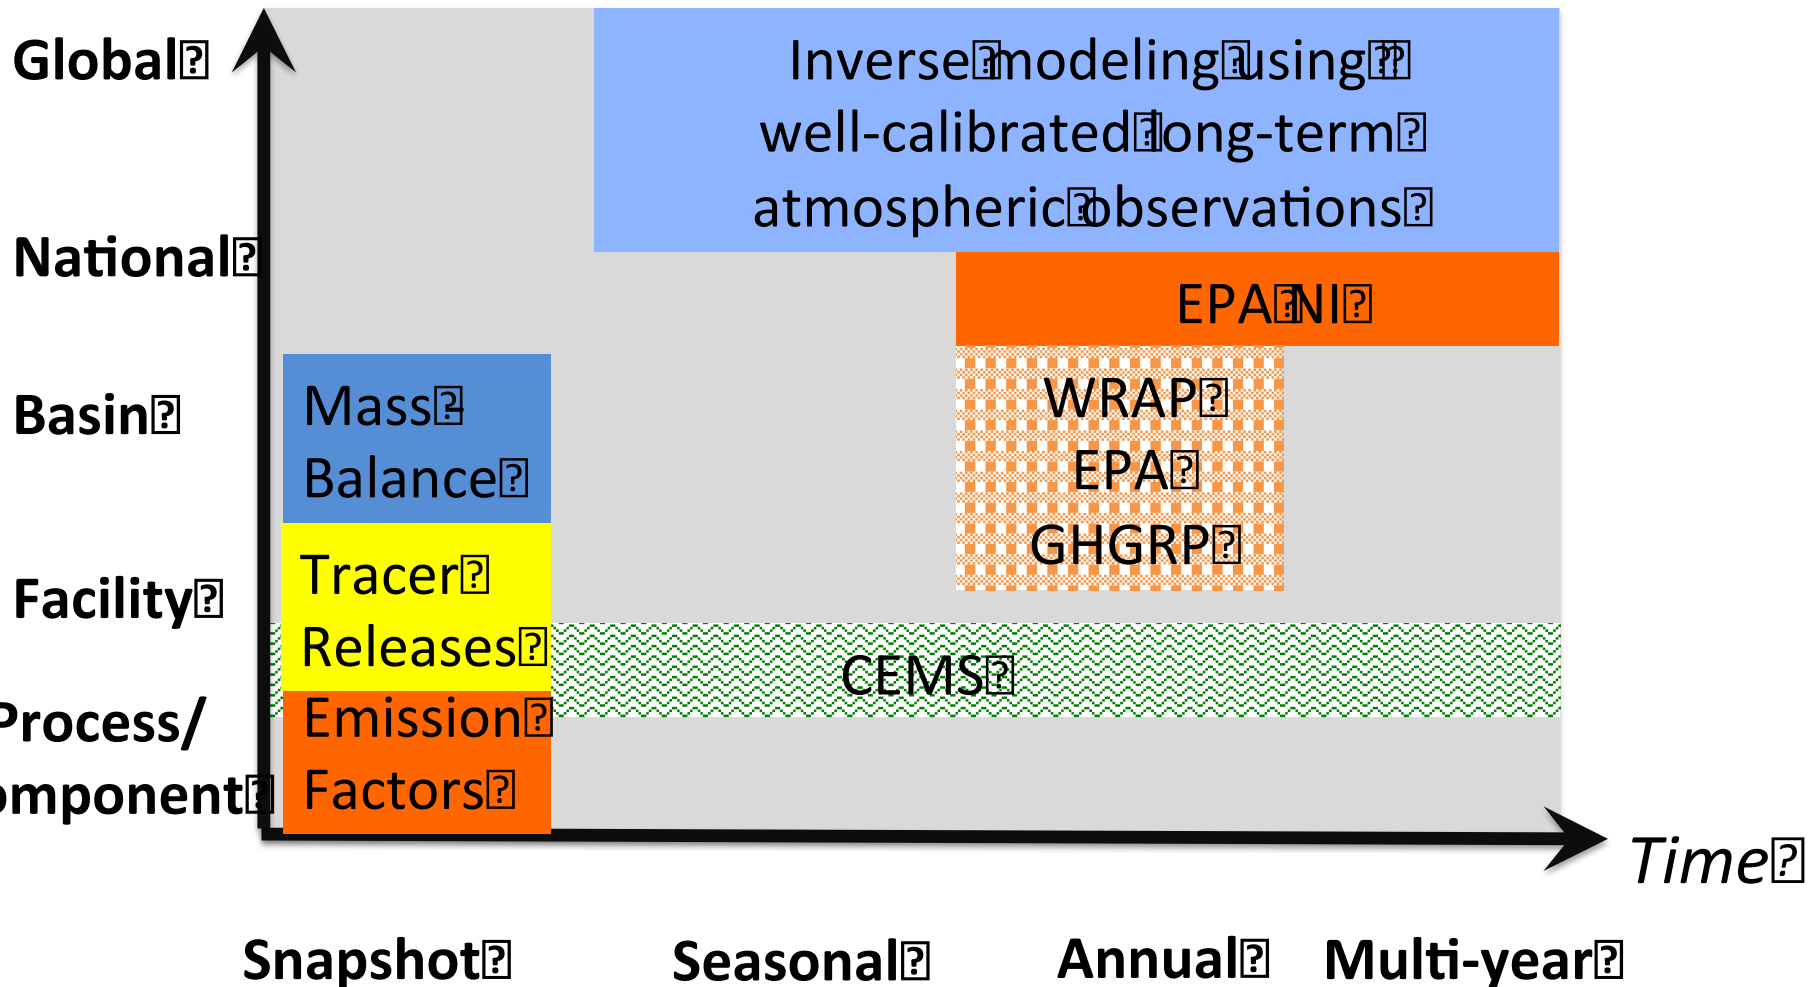 Global
Inverse modeling using
well-calibrated long-term
atmospheric observations
National
EPA NI
Basin
Mass-
Balance
WRAP
EPA
GHGRP
Facility
Tracer
Releases
CEMS
Process/
omponent
Emission
Factors
Time
Snapshot
Seasonal
Annual
Multi-year